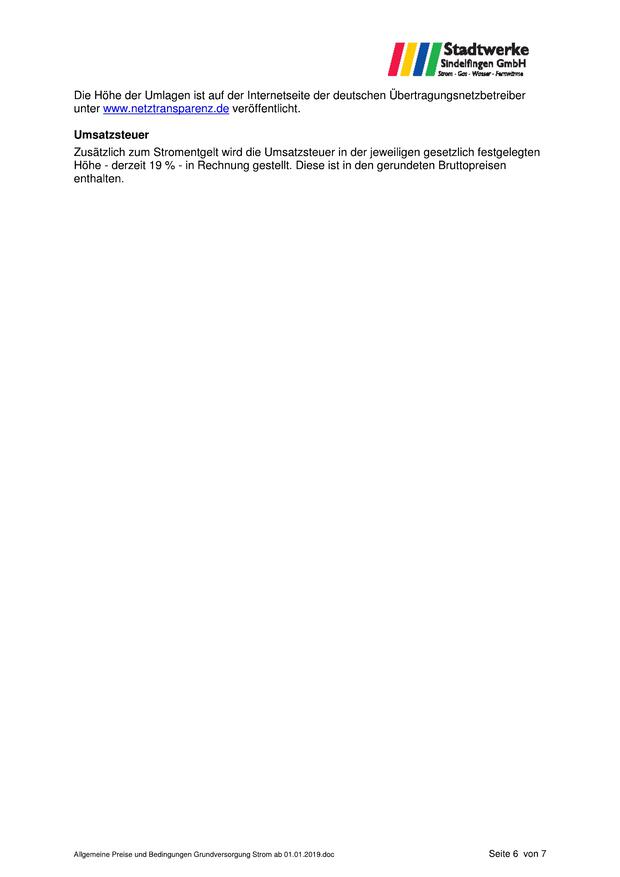 Stadtwerke
Sindelfingen GmbH
Strom - Gas - Wasser - Fernwärme
Die Höhe der Umlagen ist auf der Internetseite der deutschen Übertragungsnetzbetreiber
unter www.netztransparenz.de veröffentlicht.
Umsatzsteuer
Zusätzlich zum Stromentgelt wird die Umsatzsteuer in der jeweiligen gesetzlich festgelegten
Höhe - derzeit 19 % - in Rechnung gestellt. Diese ist in den gerundeten Bruttopreisen
enthalten.
Allgemeine Preise und Bedingungen Grundversorgung Strom ab 01.01.2019.doc
Seite 6 von 7